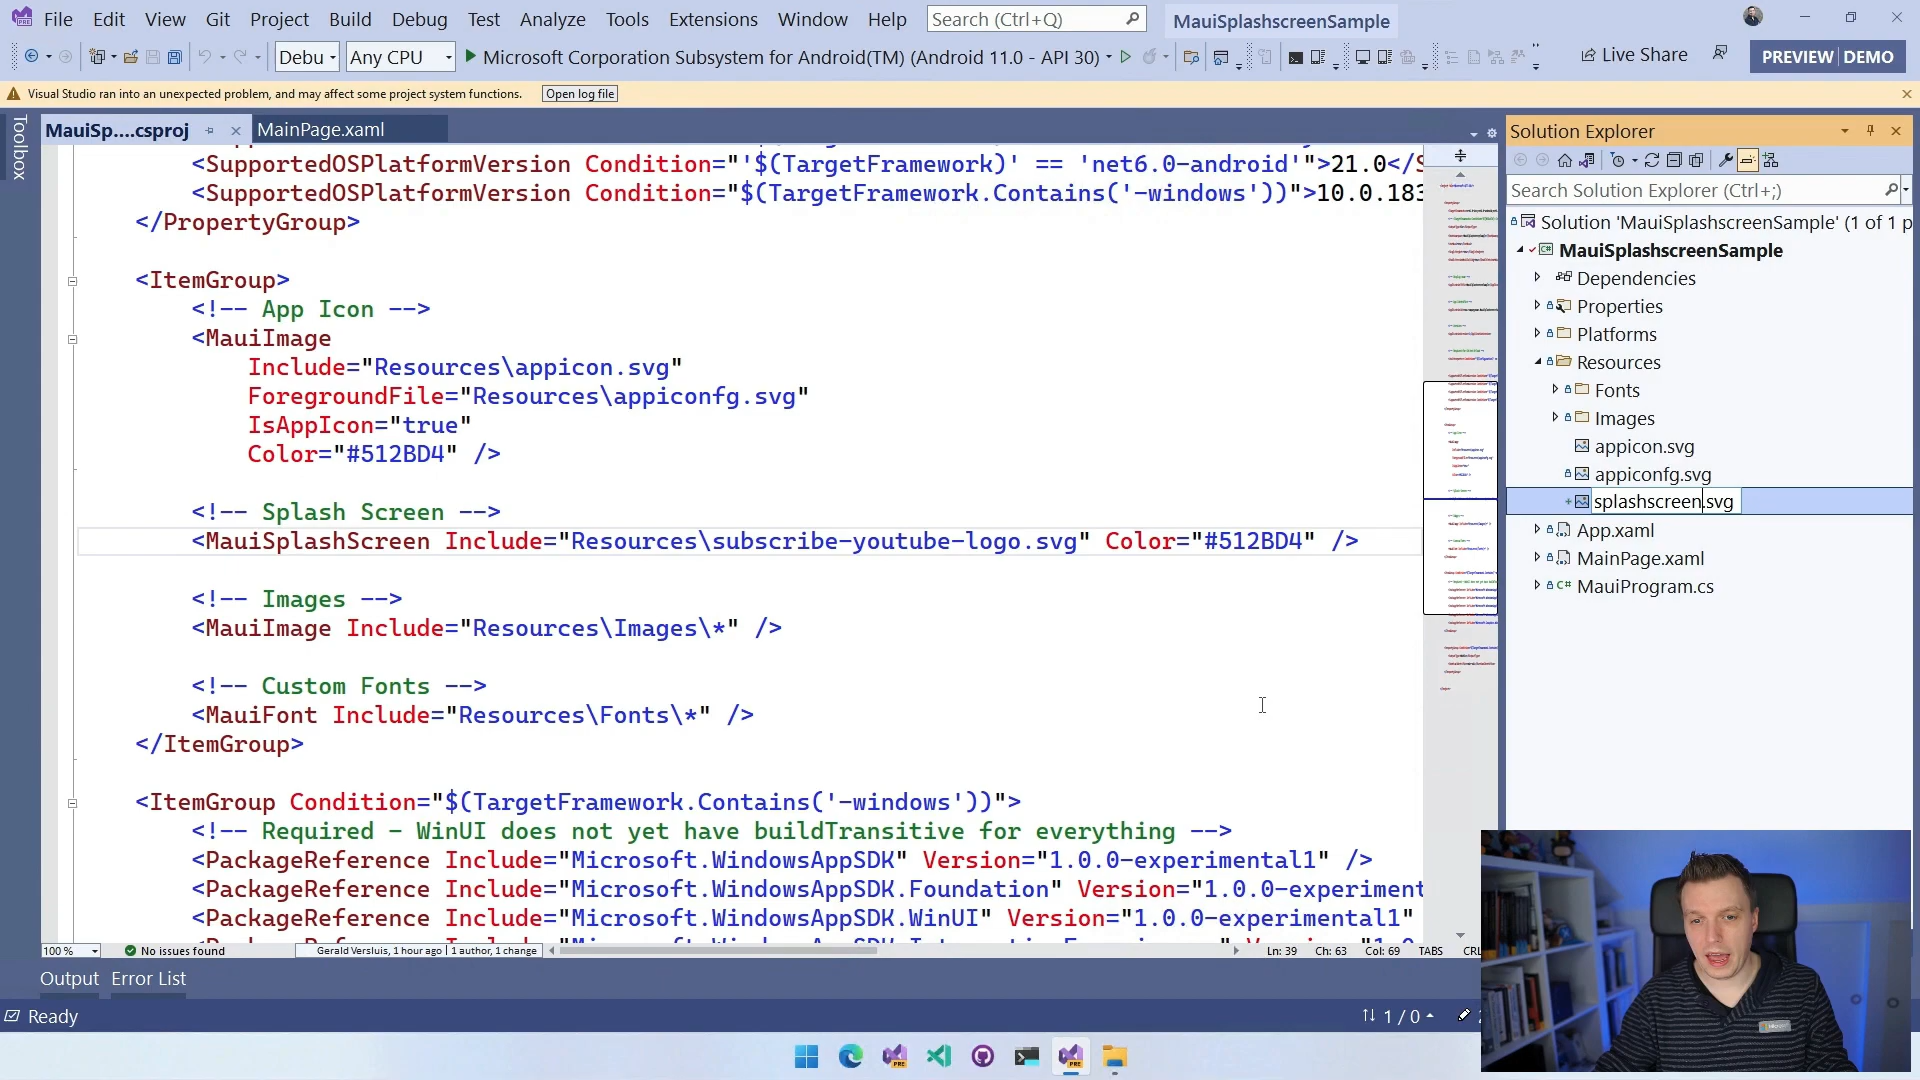 File Edit View Git Project Build Debug Test Analyze Tools Extensions Window Help Search (Ctrl+Q) MauiSplashscreenSample
Debu Any CPU Microsoft Corporation Subsystem for Android(TM) (Android 11.0 - API 30) Live Share PREVIEW DEMO
Visual Studio ran into an unexpected problem, and may affect some project system functions. Open log file
Toolbox
MauiSp....csproj MainPage.xaml
<SupportedOSPlatformVersion Condition="'$(TargetFramework)' == 'net6.0-android'">21.0</S
<SupportedOSPlatformVersion Condition="$(TargetFramework.Contains('-windows'))">10.0.183
</PropertyGroup>
<ItemGroup>
<!-- App Icon -->
<MauiImage
Include="Resources\appicon.svg"
ForegroundFile="Resources\appiconfg.svg"
IsAppIcon="true"
Color="#512BD4" />
<!-- Splash Screen -->
<MauiSplashScreen Include="Resources\subscribe-youtube-logo.svg" Color="#512BD4" />
<!-- Images -->
<MauiImage Include="Resources\Images\*" />
<!-- Custom Fonts -->
<MauiFont Include="Resources\Fonts\*" />
</ItemGroup>
<ItemGroup Condition="$(TargetFramework.Contains('-windows'))">
<!-- Required - WinUI does not yet have buildTransitive for everything -->
<PackageReference Include="Microsoft.WindowsAppSDK" Version="1.0.0-experimental1" />
<PackageReference Include="Microsoft.WindowsAppSDK.Foundation" Version="1.0.0-experiment
<PackageReference Include="Microsoft.WindowsAppSDK.WinUI" Version="1.0.0-experimental1"
100 % No issues found Gerald Versluis, 1 hour ago | 1 author, 1 change Ln: 39 Ch: 63 Col: 69 TABS CRL
Output Error List
Ready 1 / 0
Solution Explorer
Search Solution Explorer (Ctrl+;)
Solution 'MauiSplashscreenSample' (1 of 1 p
MauiSplashscreenSample
Dependencies
Properties
Platforms
Resources
Fonts
Images
appicon.svg
appiconfg.svg
splashscreen.svg
App.xaml
MainPage.xaml
C# MauiProgram.cs